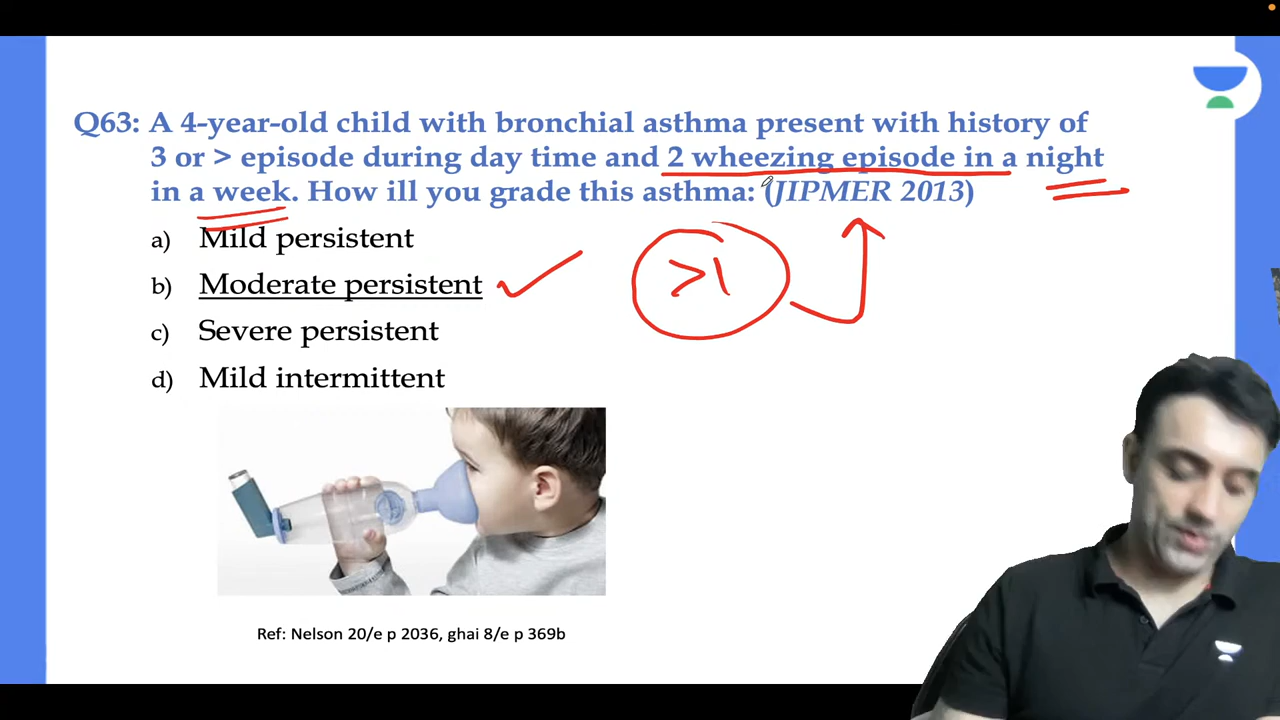 Q63: A 4-year-old child with bronchial asthma present with history of
3 or > episode during day time and 2 wheezing episode in a night
in a week. How ill you grade this asthma: (JIPMER 2013)
a) Mild persistent
b) Moderate persistent
>1
c) Severe persistent
d) Mild intermittent
Ref: Nelson 20/e p 2036, ghai 8/e p 369b